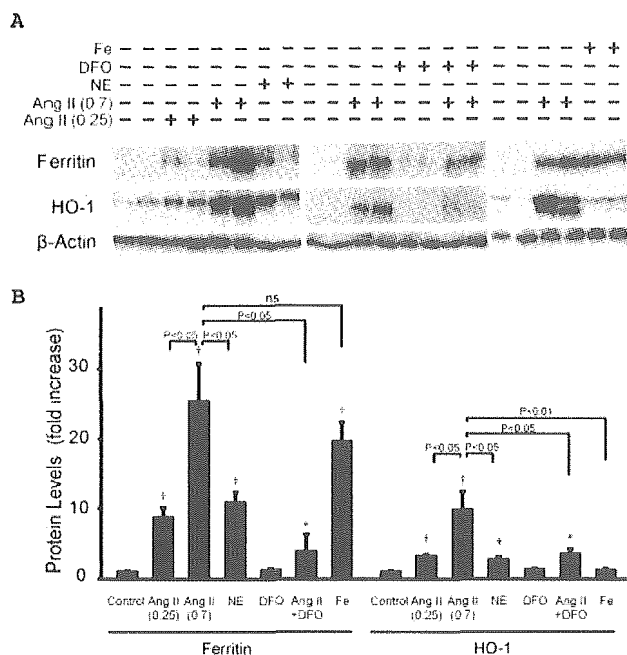 A
Fe − − − − − − − − − − − − − − − − − − − − + +
DFO − − − − − − − − − − − − + + + + − − − − − −
NE − − − − − − + + − − − − − − − − − − − − − −
Ang II (0.7) − − − − + + − − − − + + − − + + − − + + − −
Ang II (0.25) − − + + − − − − − − − − − − − − − − − − − −
Ferritin
HO-1
β-Actin
B
ns
P<0.05
P<0.05 P<0.05
P<0.01
P<0.05
P<0.05 P<0.05
Protein Levels (fold increase)
30
20
10
0
† † † * †
† † † *
Control Ang II (0.25) Ang II (0.7) NE DFO Ang II +DFO Fe
Control Ang II (0.25) Ang II (0.7) NE DFO Ang II +DFO Fe
Ferritin HO-1